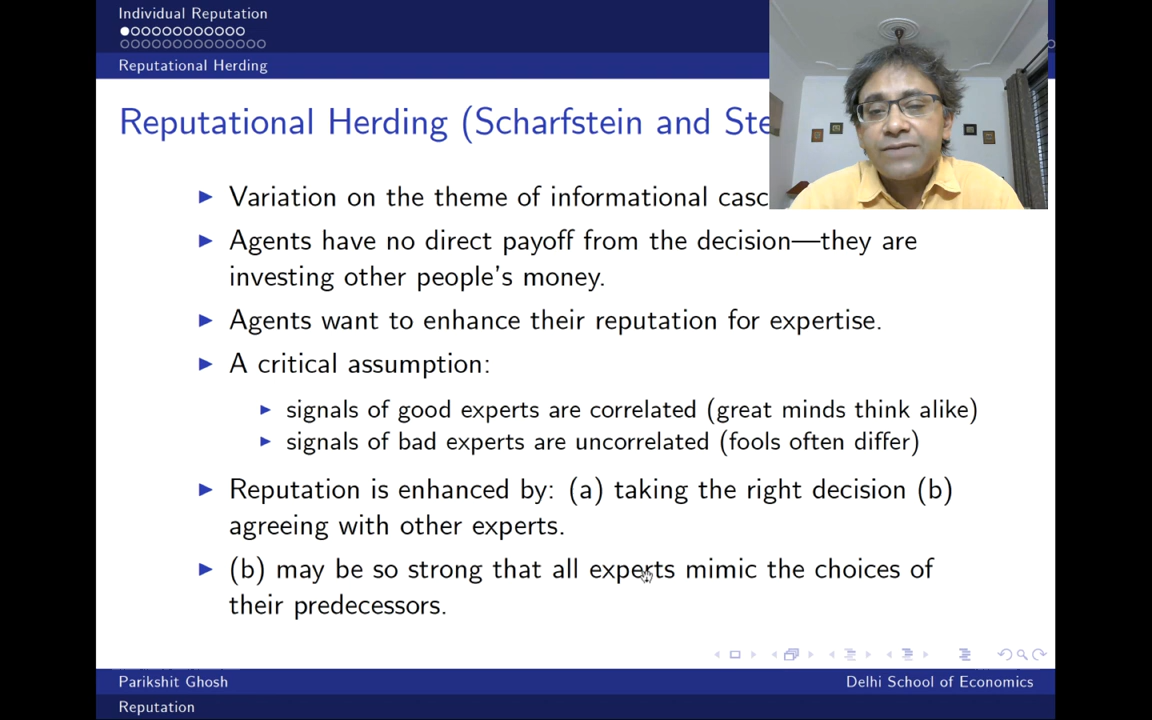 Individual Reputation
Reputational Herding
Reputational Herding (Scharfstein and
Variation on the theme of informational
Agents have no direct payoff from the decision—they are
investing other people's money.
Agents want to enhance their reputation for expertise.
A critical assumption:
signals of good experts are correlated (great minds think alike)
signals of bad experts are uncorrelated (fools often differ)
Reputation is enhanced by: (a) taking the right decision (b)
agreeing with other experts.
(b) may be so strong that all experts mimic the choices of
their predecessors.
Parikshit Ghosh
Delhi School of Economics
Reputation